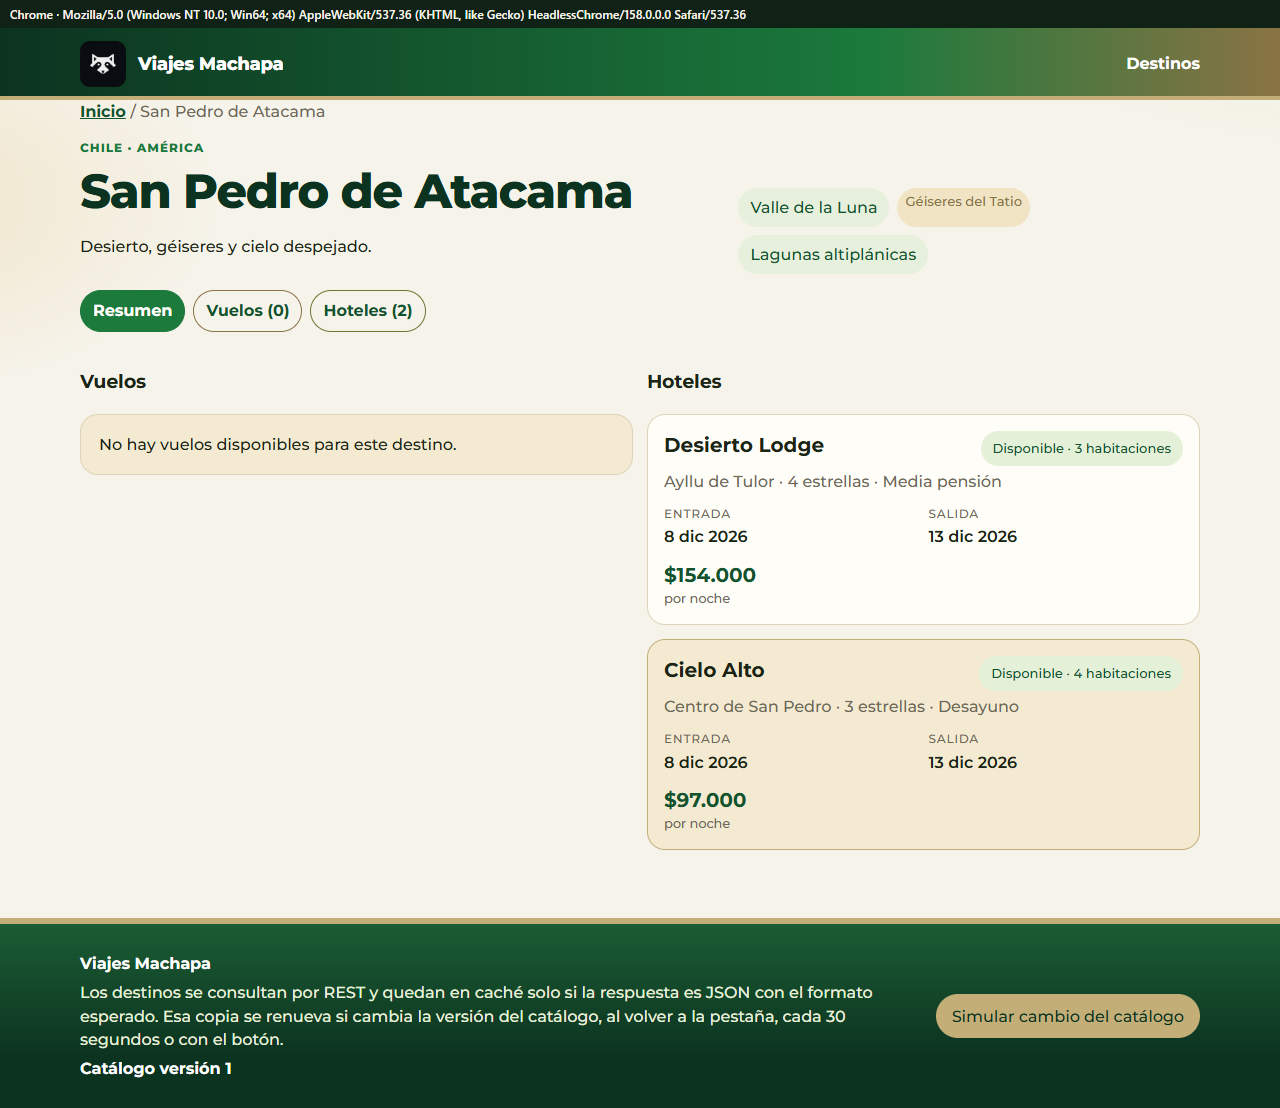 Chrome · Mozilla/5.0 (Windows NT 10.0; Win64; x64) AppleWebKit/537.36 (KHTML, like Gecko) HeadlessChrome/158.0.0.0 Safari/537.36
Viajes Machapa
Destinos
Inicio / San Pedro de Atacama
CHILE · AMÉRICA
San Pedro de Atacama
Desierto, géiseres y cielo despejado.
Valle de la Luna
Géiseres del Tatio
Lagunas altiplánicas
Resumen
Vuelos (0)
Hoteles (2)
Vuelos
No hay vuelos disponibles para este destino.
Hoteles
Desierto Lodge
Disponible · 3 habitaciones
Ayllu de Tulor · 4 estrellas · Media pensión
ENTRADA
8 dic 2026
SALIDA
13 dic 2026
$154.000
por noche
Cielo Alto
Disponible · 4 habitaciones
Centro de San Pedro · 3 estrellas · Desayuno
ENTRADA
8 dic 2026
SALIDA
13 dic 2026
$97.000
por noche
Viajes Machapa
Los destinos se consultan por REST y quedan en caché solo si la respuesta es JSON con el formato
esperado. Esa copia se renueva si cambia la versión del catálogo, al volver a la pestaña, cada 30
segundos o con el botón.
Catálogo versión 1
Simular cambio del catálogo